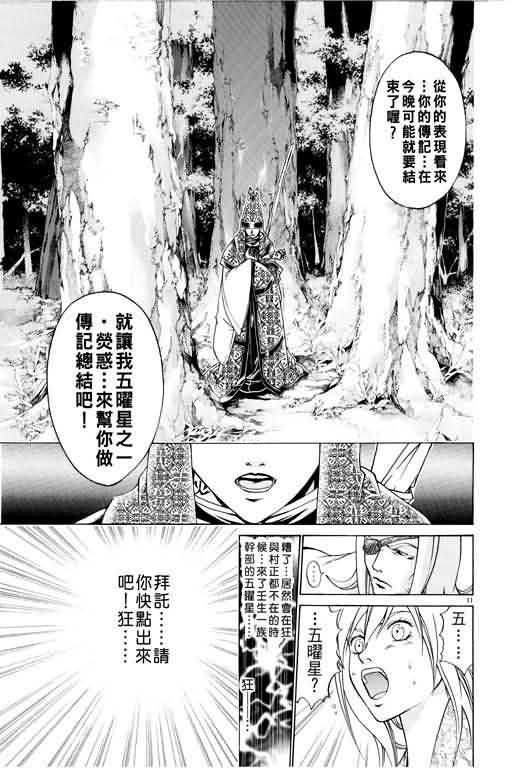 從你的表現看來
…你的傳記…在
今晚可能就要結
束了喔？
就讓我五曜星之一
・熒惑…來幫你做
傳記總結吧！
……
11
五…
…五曜星？
糟了…居然會在狂
與村正都不在的時
候…來了壬生一族
幹部的五曜星……
狂……
拜託……請
你快點出來
吧！狂……